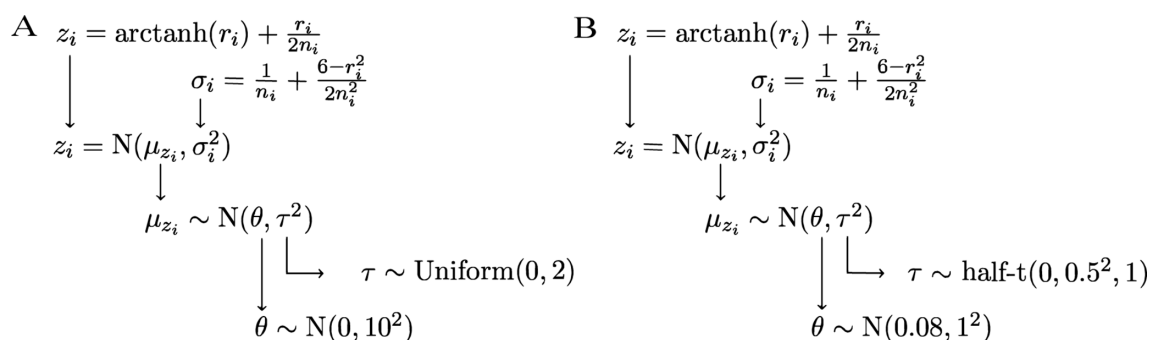 A z_i = arctanh(r_i) + r_i/2n_i
σ_i = 1/n_i + 6−r_i^2/2n_i^2
z_i = N(μ_{z_i}, σ_i^2)
μ_{z_i} ∼ N(θ, τ^2)
τ ∼ Uniform(0, 2)
θ ∼ N(0, 10^2)
B z_i = arctanh(r_i) + r_i/2n_i
σ_i = 1/n_i + 6−r_i^2/2n_i^2
z_i = N(μ_{z_i}, σ_i^2)
μ_{z_i} ∼ N(θ, τ^2)
τ ∼ half-t(0, 0.5^2, 1)
θ ∼ N(0.08, 1^2)